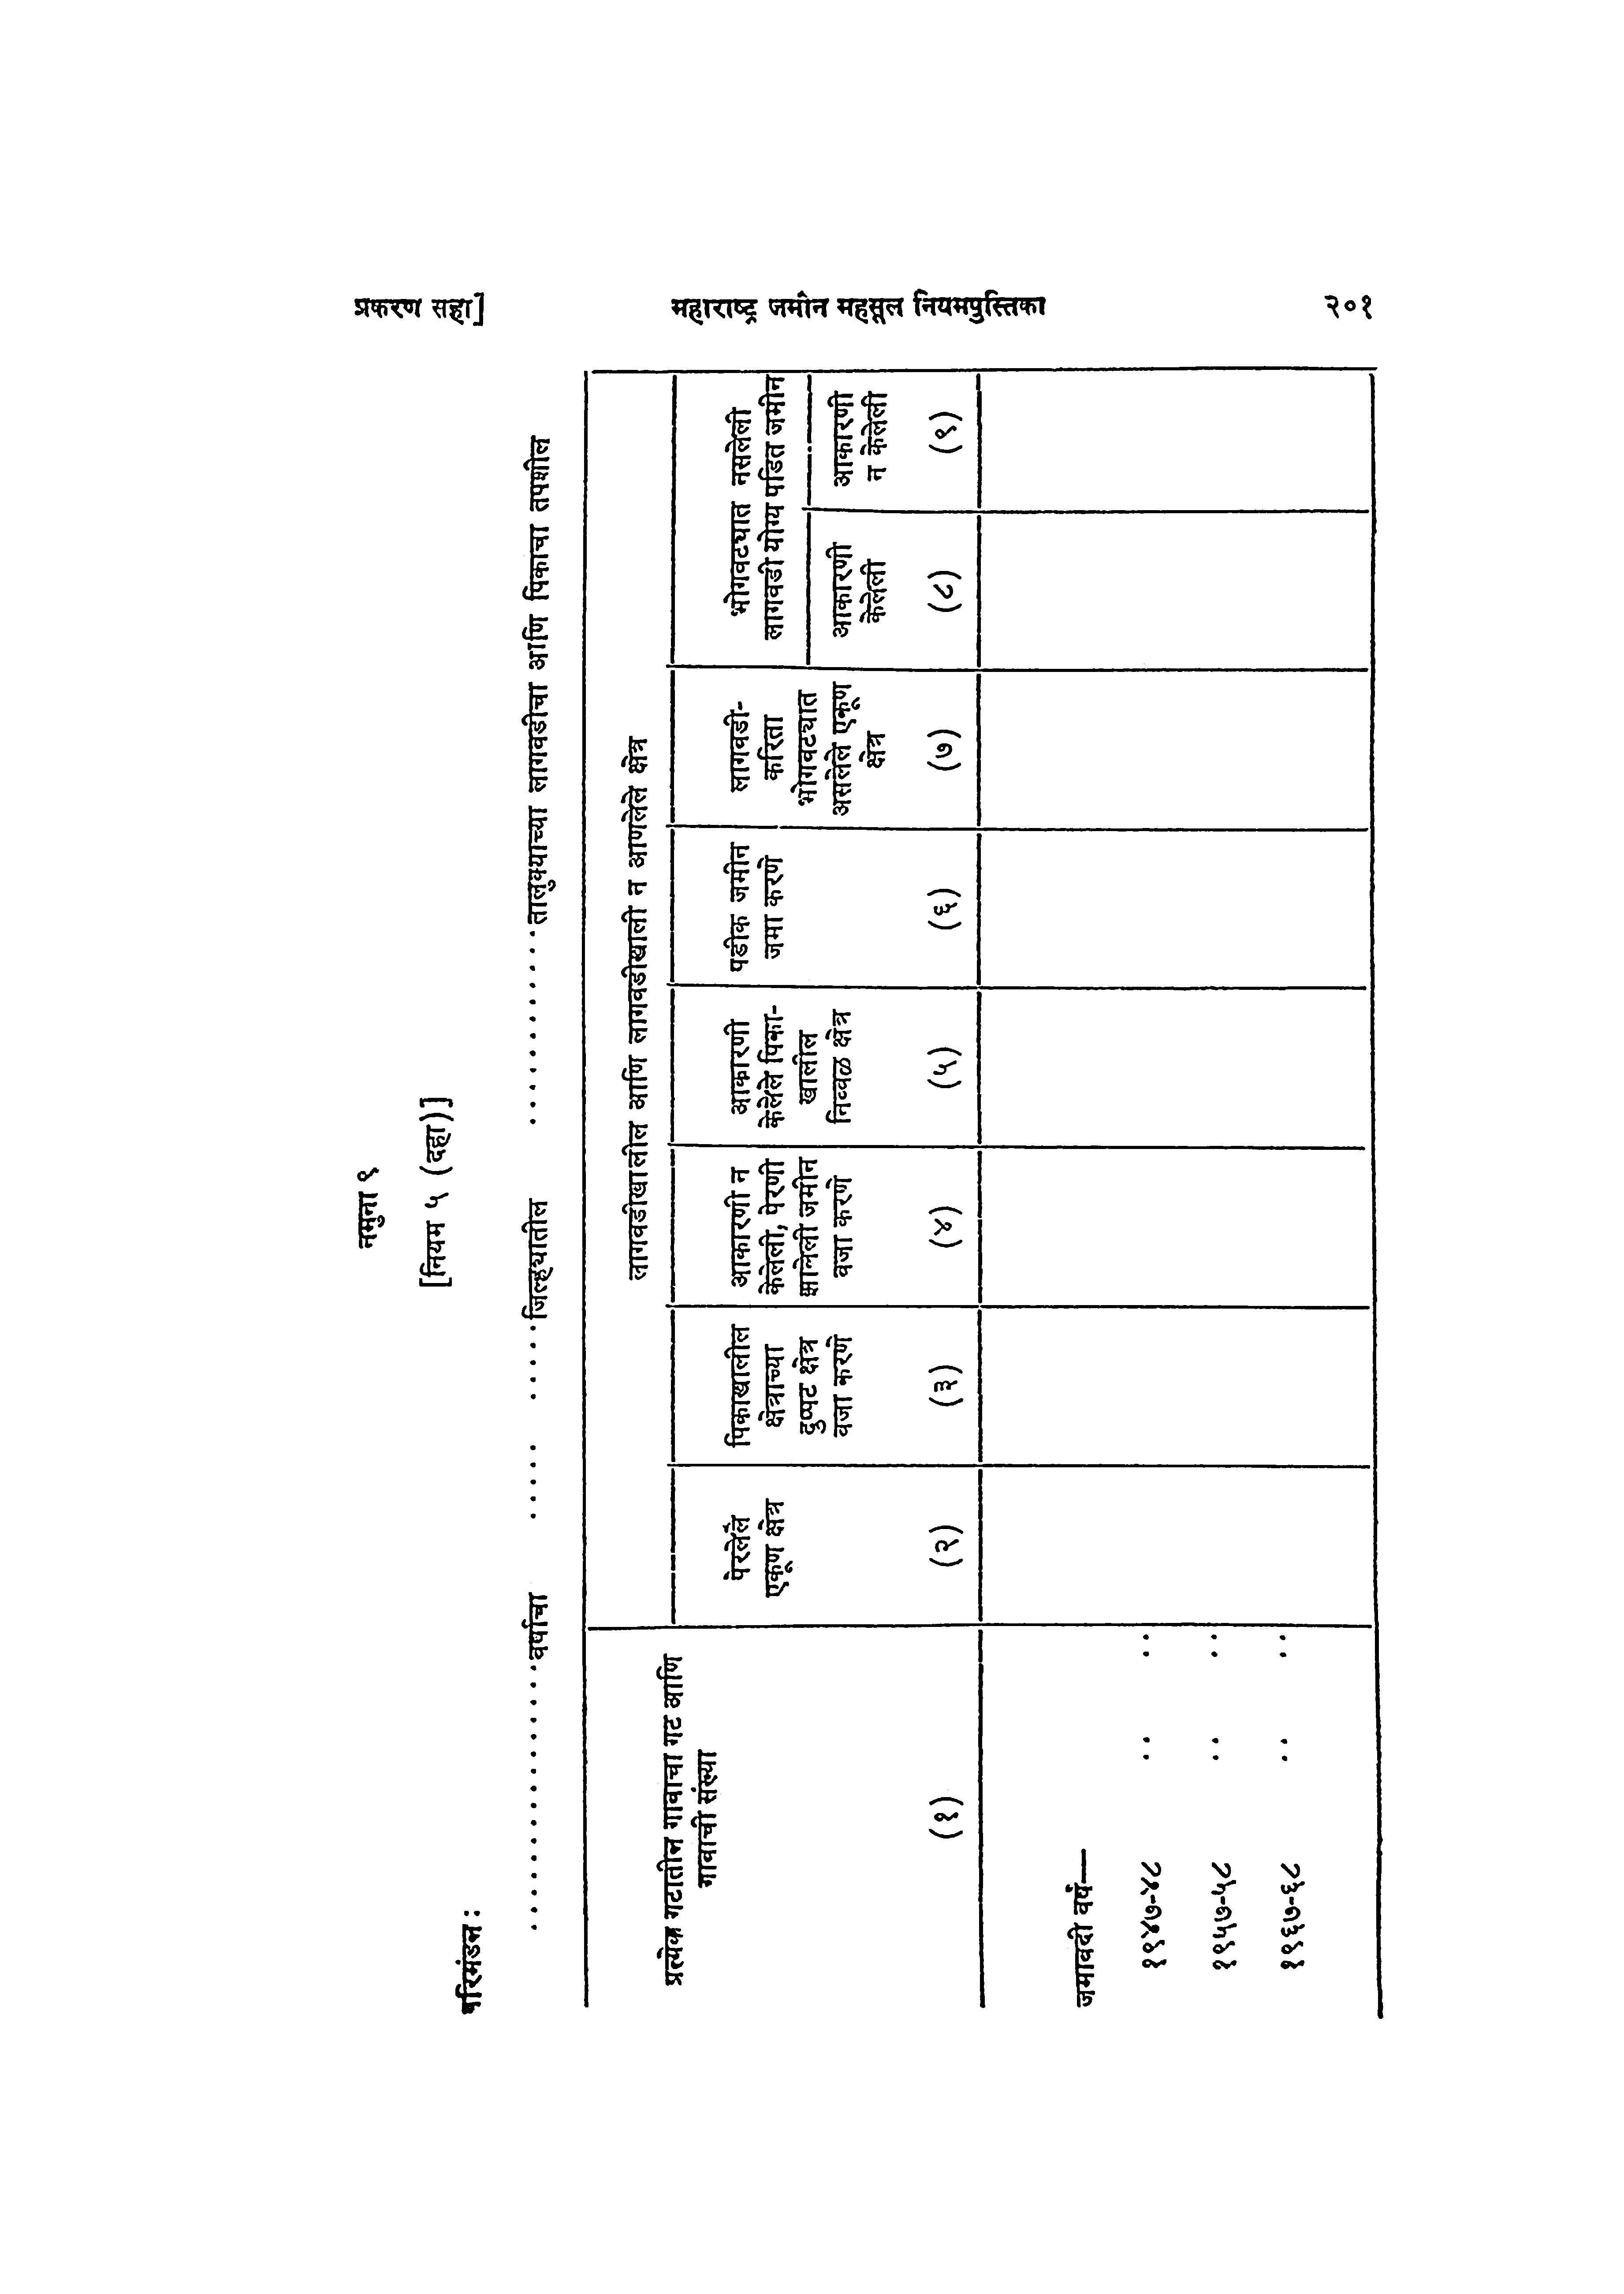 प्रकरण सहा] महाराष्ट्र जमीन महसूल नियमपुस्तिका २०१
नमुना ९
[नियम ५ (दहा)]
परिमंडल :
....................वर्षाचा ..... .....जिल्ह्यातील ............तालुक्याच्या लागवडीचा आणि पिकाचा तपशील
लागवडीखालील आणि लागवडीखाली न आणलेले क्षेत्र
प्रत्येक गटातील गावाचा गट आणि
गावाची संख्या
(१)
पेरलेले
एकूण क्षेत्र
(२)
पिकाखालील
क्षेत्राच्या
दुप्पट क्षेत्र
वजा करणे
(३)
आकारणी न
केलेली, पेरणी
झालेली जमीन
वजा करणे
(४)
आकारणी
केलेले पिका-
खालील
निव्वळ क्षेत्र
(५)
पडीक जमीन
जमा करणे
(६)
लागवडी-
करिता
भोगवट्यात
असलेले एकूण
क्षेत्र
(७)
भोगवट्यात नसलेली
लागवडी योग्य पडित जमीन
आकारणी
केलेली
(८)
आकारणी
न केलेली
(९)
जमाबंदी वर्ष—
१९४७-४८ .. ..
१९५७-५८ .. ..
१९६७-६८ .. ..